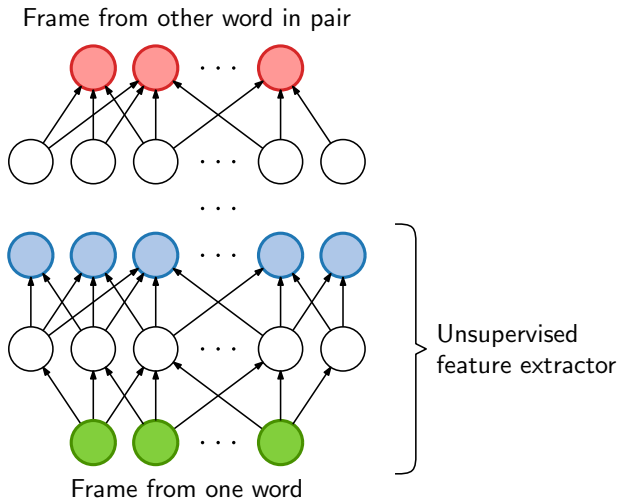 Frame from other word in pair
· · ·
· · ·
· · ·
· · ·
· · ·
Unsupervised
feature extractor
· · ·
Frame from one word